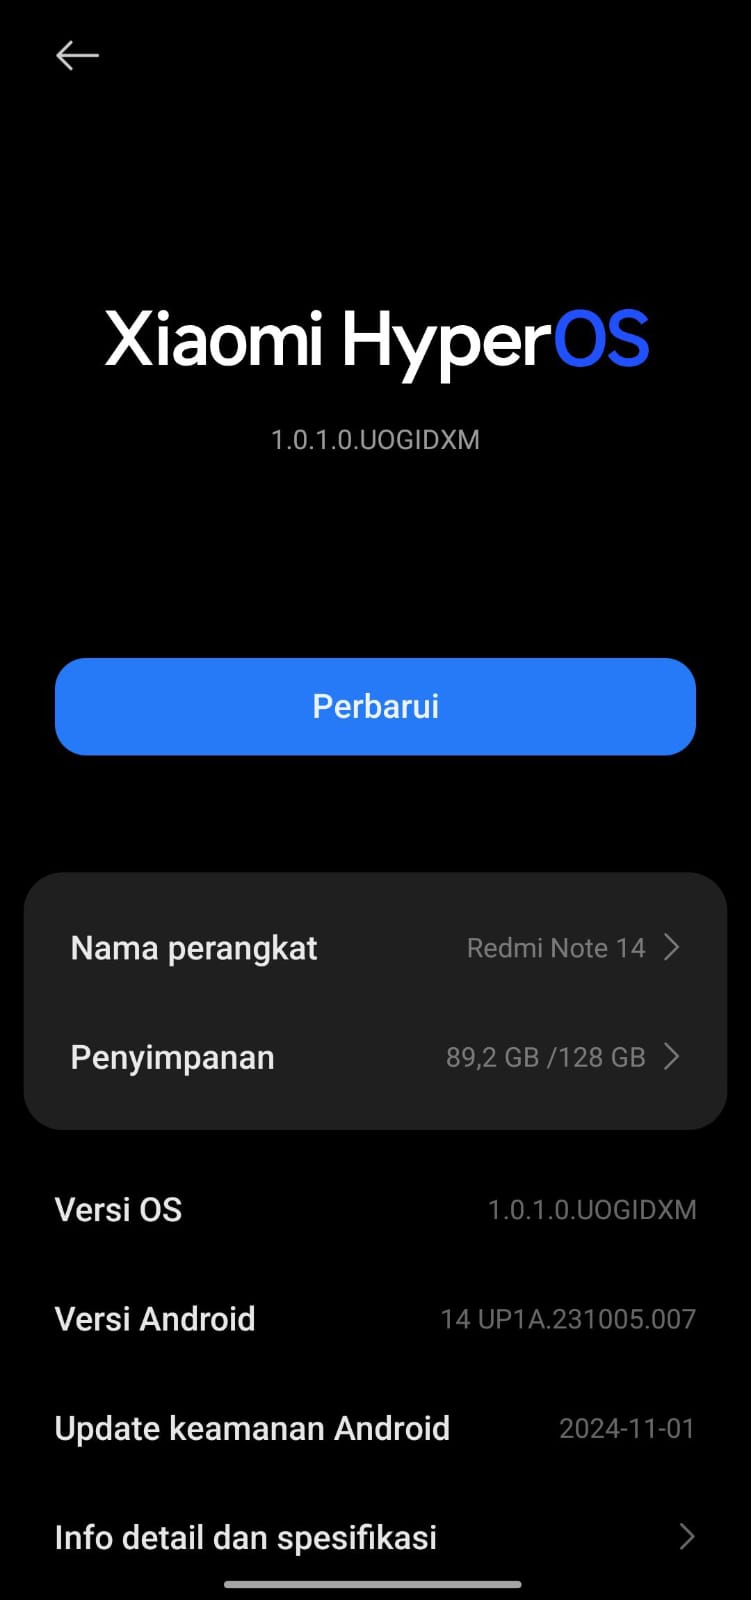 Xiaomi HyperOS
1.0.1.0.UOGIDXM
Perbarui
Nama perangkat Redmi Note 14
Penyimpanan 89,2 GB /128 GB
Versi OS 1.0.1.0.UOGIDXM
Versi Android 14 UP1A.231005.007
Update keamanan Android 2024-11-01
Info detail dan spesifikasi